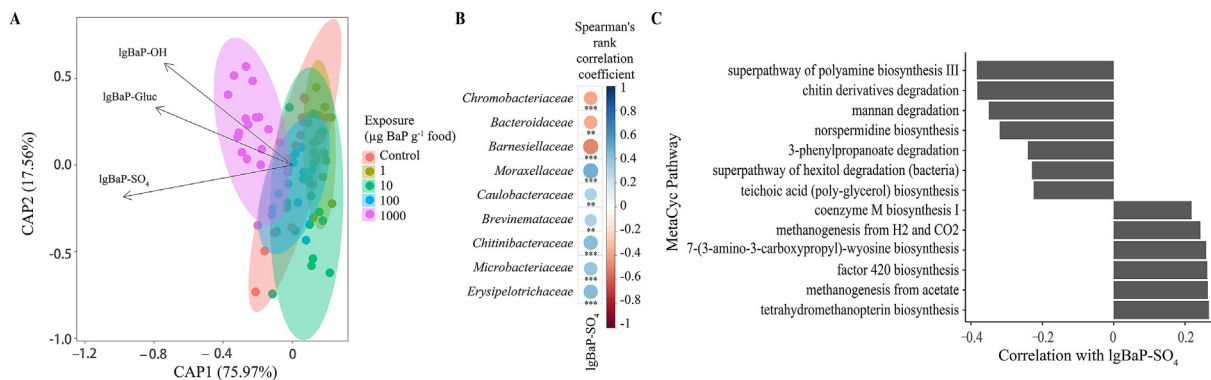 A
CAP2 (17.56%)
0.5
0.0
-0.5
-1.0
lgBaP-OH
lgBaP-Gluc
lgBaP-SO4
−1.2
−0.8
−0.4
0
CAP1 (75.97%)
Exposure
(µg BaP g-1 food)
Control
1
10
100
1000
B
Spearman's
rank
correlation
coefficient
Chromobacteriaceae
***
Bacteroidaceae
**
Barnesiellaceae
***
Moraxellaceae
***
Caulobacteraceae
**
Brevinemataceae
**
Chitinibacteraceae
***
Microbacteriaceae
***
Erysipelotrichaceae
***
lgBaP-SO4
1
0.8
0.6
0.4
0.2
0
-0.2
-0.4
-0.6
-0.8
-1
C
MetaCyc Pathway
superpathway of polyamine biosynthesis III
chitin derivatives degradation
mannan degradation
norspermidine biosynthesis
3-phenylpropanoate degradation
superpathway of hexitol degradation (bacteria)
teichoic acid (poly-glycerol) biosynthesis
coenzyme M biosynthesis I
methanogenesis from H2 and CO2
7-(3-amino-3-carboxypropyl)-wyosine biosynthesis
factor 420 biosynthesis
methanogenesis from acetate
tetrahydromethanopterin biosynthesis
−0.4
−0.2
0
0.2
Correlation with lgBaP-SO4